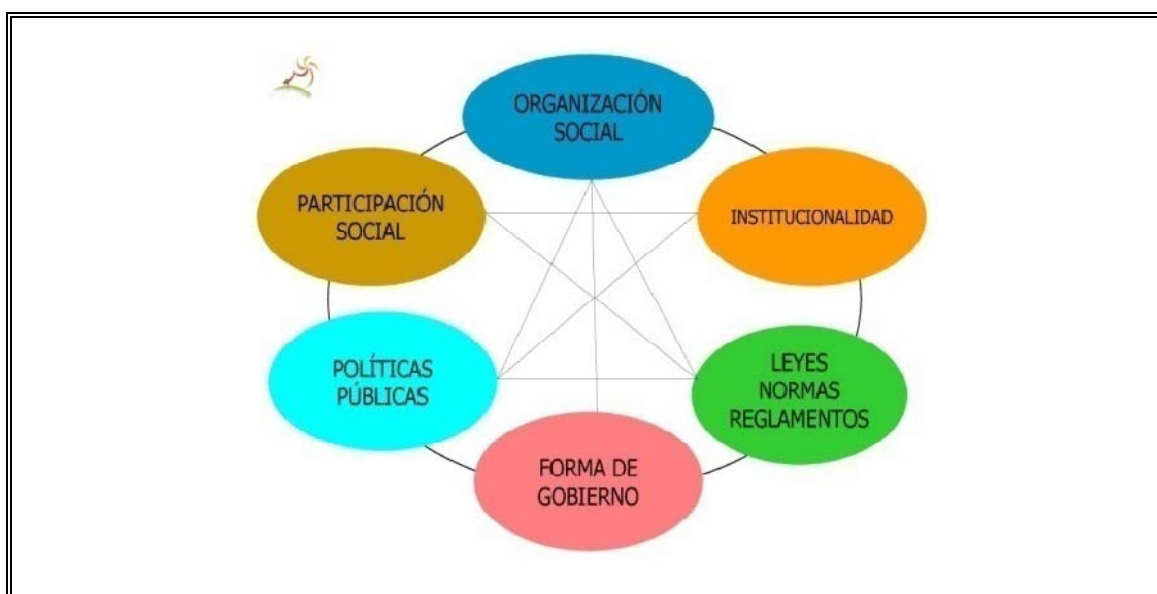 ORGANIZACIÓN
SOCIAL
INSTITUCIONALIDAD
LEYES
NORMAS
REGLAMENTOS
FORMA DE
GOBIERNO
POLÍTICAS
PÚBLICAS
PARTICIPACIÓN
SOCIAL